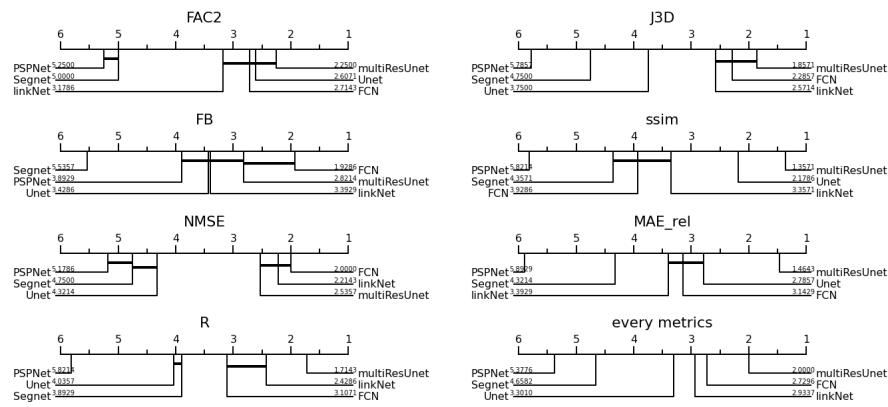 FAC2
6 5 4 3 2 1
PSPNet 5.2500 2.2500 multiResUnet
Segnet 5.0000 2.6071 Unet
linkNet 3.1786 2.7143 FCN
J3D
6 5 4 3 2 1
PSPNet 5.7857 1.8571 multiResUnet
Segnet 4.7500 2.2857 FCN
Unet 3.7500 2.5714 linkNet
FB
6 5 4 3 2 1
Segnet 5.5357 1.9286 FCN
PSPNet 3.8929 2.8214 multiResUnet
Unet 3.4286 3.3929 linkNet
ssim
6 5 4 3 2 1
PSPNet 5.8214 1.3571 multiResUnet
Segnet 4.3571 2.1786 Unet
FCN 3.9286 3.3571 linkNet
NMSE
6 5 4 3 2 1
PSPNet 5.1786 2.0000 FCN
Segnet 4.7500 2.2143 linkNet
Unet 4.3214 2.5357 multiResUnet
MAE_rel
6 5 4 3 2 1
PSPNet 5.8929 1.4643 multiResUnet
Segnet 4.3214 2.7857 Unet
linkNet 3.3929 3.1429 FCN
R
6 5 4 3 2 1
PSPNet 5.8214 1.7143 multiResUnet
Unet 4.0357 2.4286 linkNet
Segnet 3.8929 3.1071 FCN
every metrics
6 5 4 3 2 1
PSPNet 5.3776 2.0000 multiResUnet
Segnet 4.6582 2.7296 FCN
Unet 3.3010 2.9337 linkNet